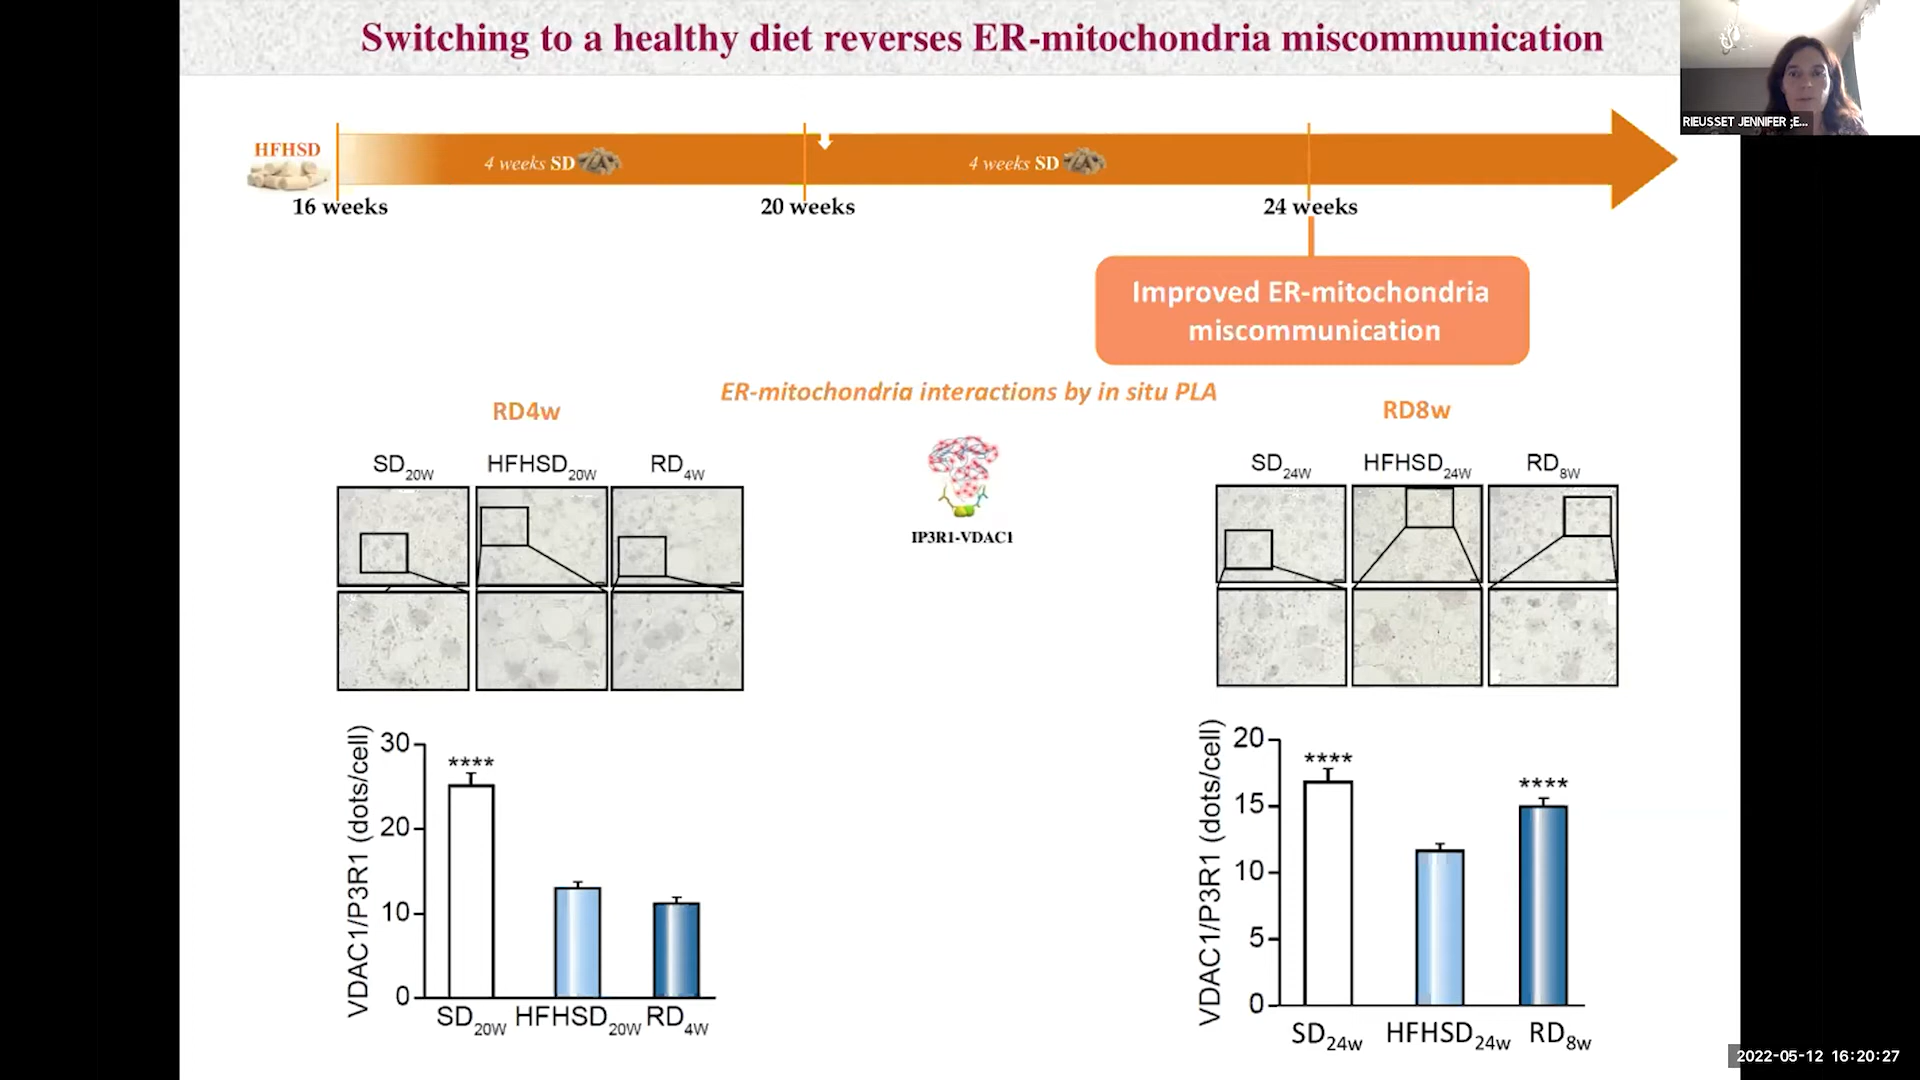 Switching to a healthy diet reverses ER-mitochondria miscommunication
RIEUSSET JENNIFER ;E...
HFHSD
4 weeks SD
4 weeks SD
16 weeks
20 weeks
24 weeks
Improved ER-mitochondria
miscommunication
ER-mitochondria interactions by in situ PLA
RD4w
RD8w
SD20W
HFHSD20W
RD4W
SD24W
HFHSD24W
RD8W
IP3R1-VDAC1
VDAC1/P3R1 (dots/cell)
30
20
10
0
****
SD20W
HFHSD20W
RD4W
VDAC1/P3R1 (dots/cell)
20
15
10
5
0
****
****
SD24w
HFHSD24w
RD8w
2022-05-12 16:20:27